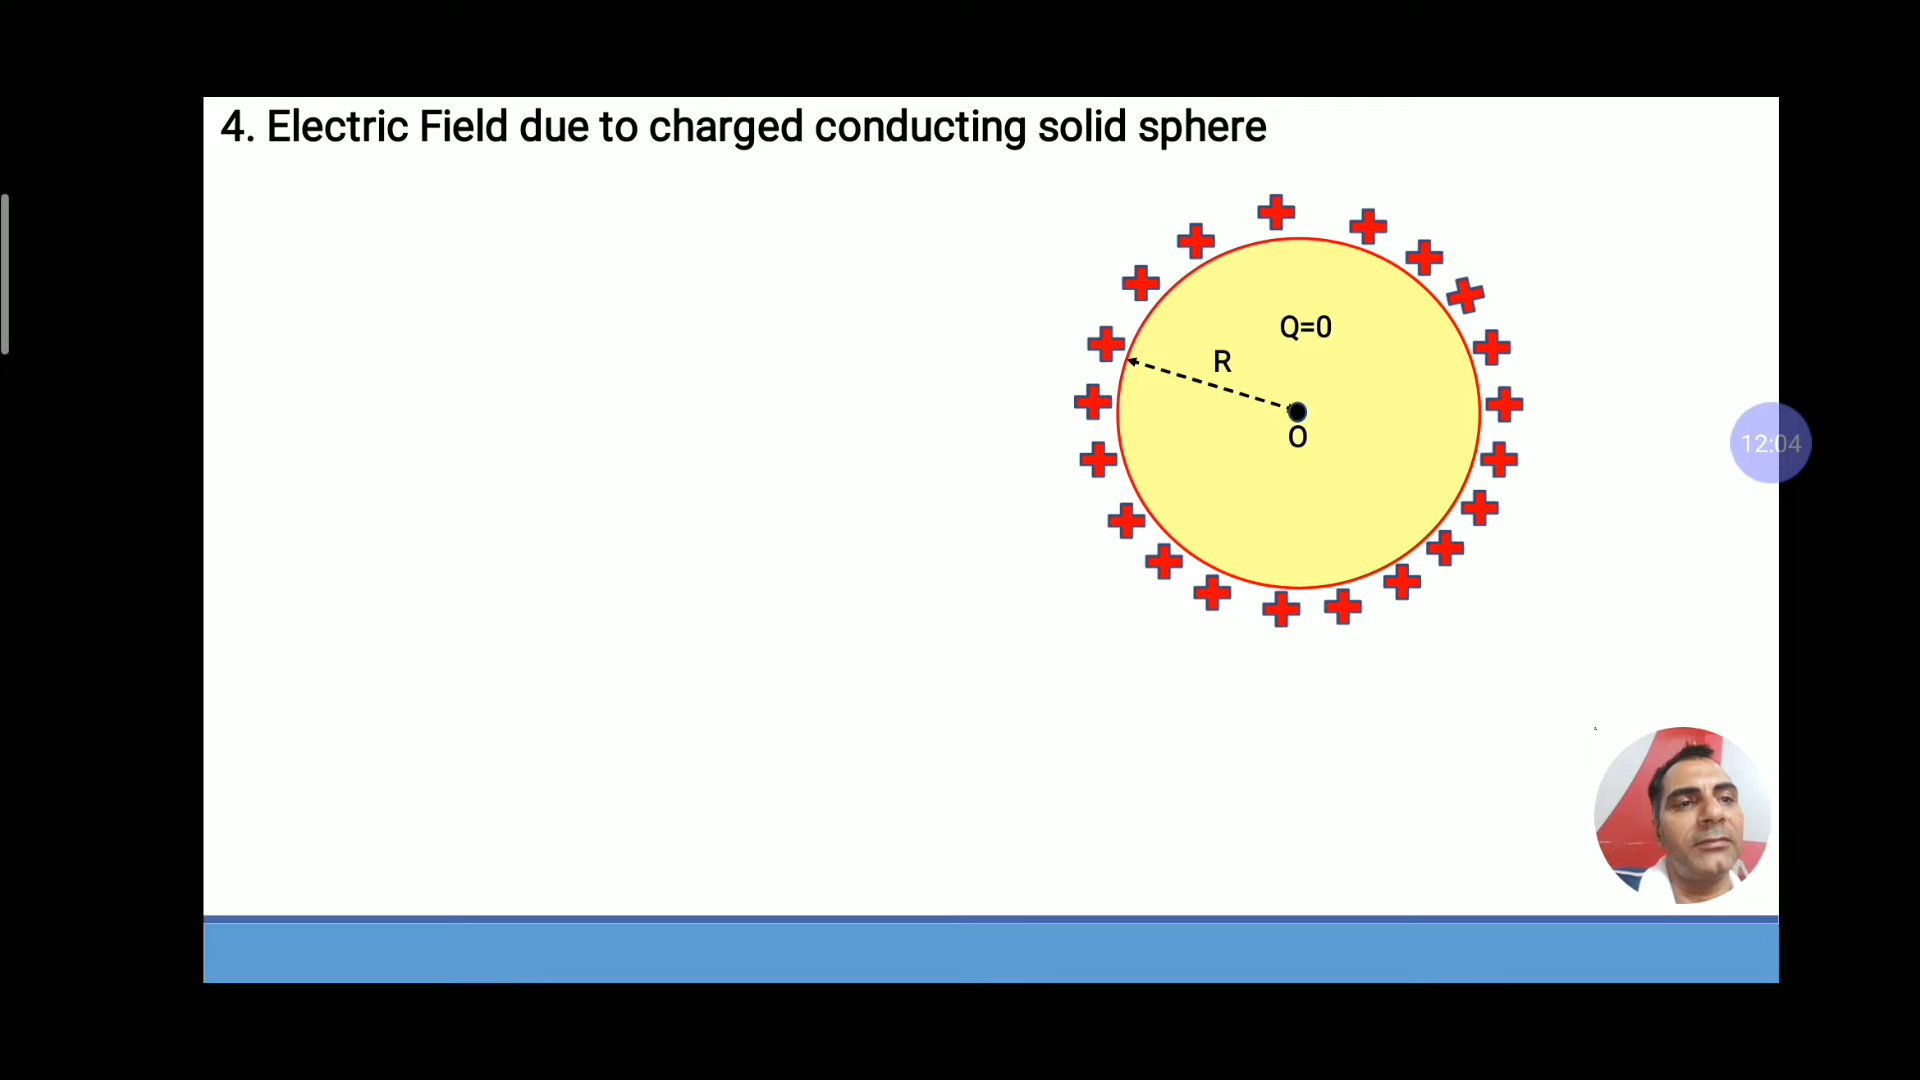 4. Electric Field due to charged conducting solid sphere
Q=0
R
O
12:04